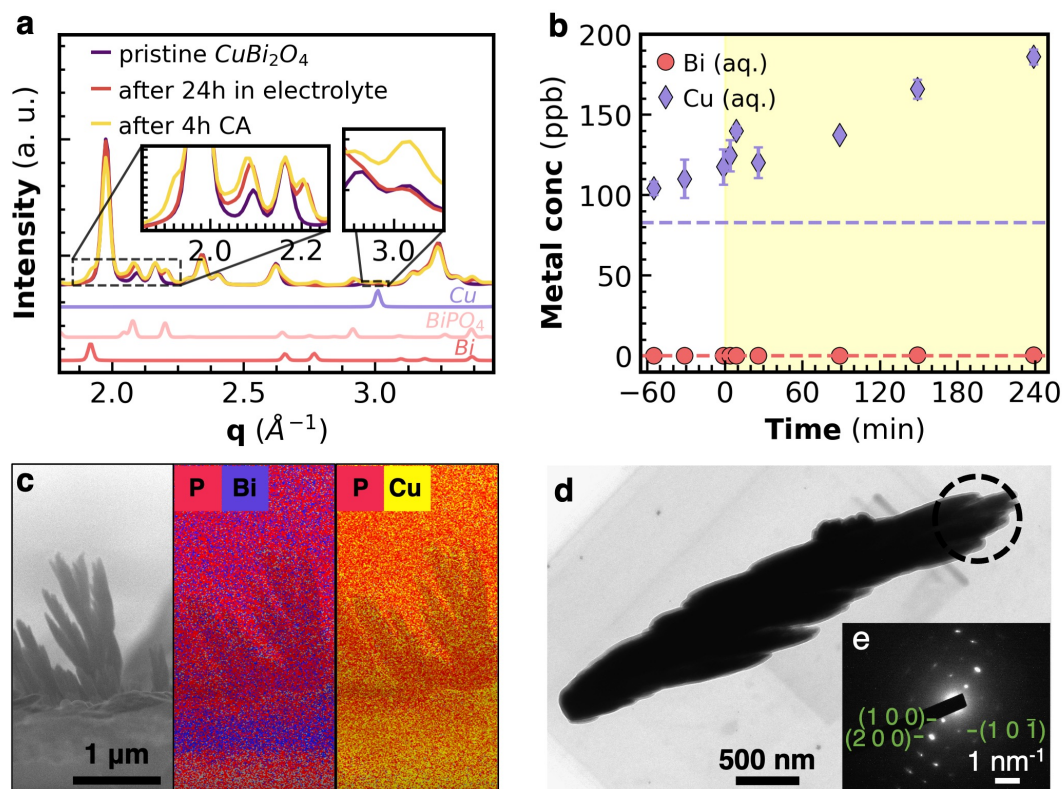 a
pristine CuBi₂O₄
after 24h in electrolyte
after 4h CA
2.0 2.2
3.0
Cu
BiPO₄
Bi
Intensity (a. u.)
2.0 2.5 3.0
q (Å⁻¹)
b
200
150
100
50
0
Bi (aq.)
Cu (aq.)
Metal conc (ppb)
−60 0 60 120 180 240
Time (min)
c
P Bi
P Cu
1 μm
d
500 nm
e
(1 0 0)
(2 0 0)
(1 0 1̄)
1 nm⁻¹